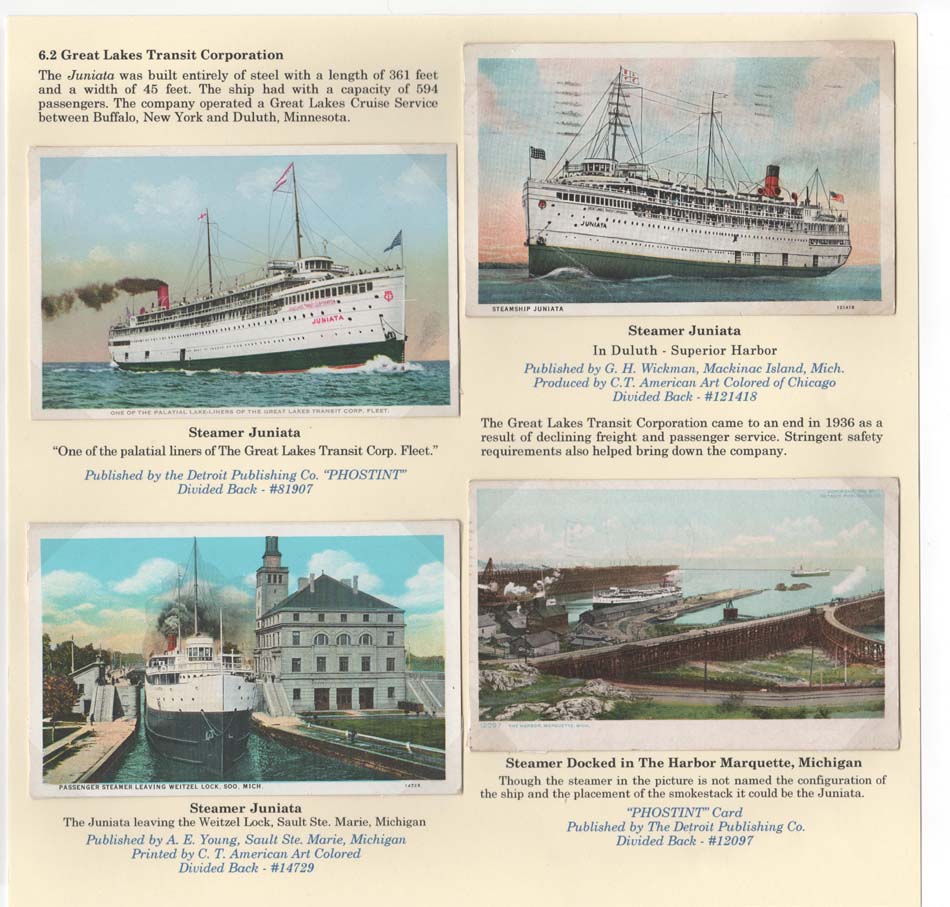 6.2 Great Lakes Transit Corporation
The Juniata was built entirely of steel with a length of 361 feet
and a width of 45 feet. The ship had with a capacity of 594
passengers. The company operated a Great Lakes Cruise Service
between Buffalo, New York and Duluth, Minnesota.
JUNIATA
ONE OF THE PALATIAL LAKE-LINERS OF THE GREAT LAKES TRANSIT CORP. FLEET.
Steamer Juniata
“One of the palatial liners of The Great Lakes Transit Corp. Fleet.”
Published by the Detroit Publishing Co. “PHOSTINT”
Divided Back - #81907
PASSENGER STEAMER LEAVING WEITZEL LOCK, SOO, MICH.
14729
Steamer Juniata
The Juniata leaving the Weitzel Lock, Sault Ste. Marie, Michigan
Published by A. E. Young, Sault Ste. Marie, Michigan
Printed by C. T. American Art Colored
Divided Back - #14729
JUNIATA
STEAMSHIP JUNIATA
121418
Steamer Juniata
In Duluth - Superior Harbor
Published by G. H. Wickman, Mackinac Island, Mich.
Produced by C.T. American Art Colored of Chicago
Divided Back - #121418
The Great Lakes Transit Corporation came to an end in 1936 as a
result of declining freight and passenger service. Stringent safety
requirements also helped bring down the company.
12097
THE HARBOR, MARQUETTE, MICH.
Steamer Docked in The Harbor Marquette, Michigan
Though the steamer in the picture is not named the configuration of
the ship and the placement of the smokestack it could be the Juniata.
“PHOSTINT” Card
Published by The Detroit Publishing Co.
Divided Back - #12097